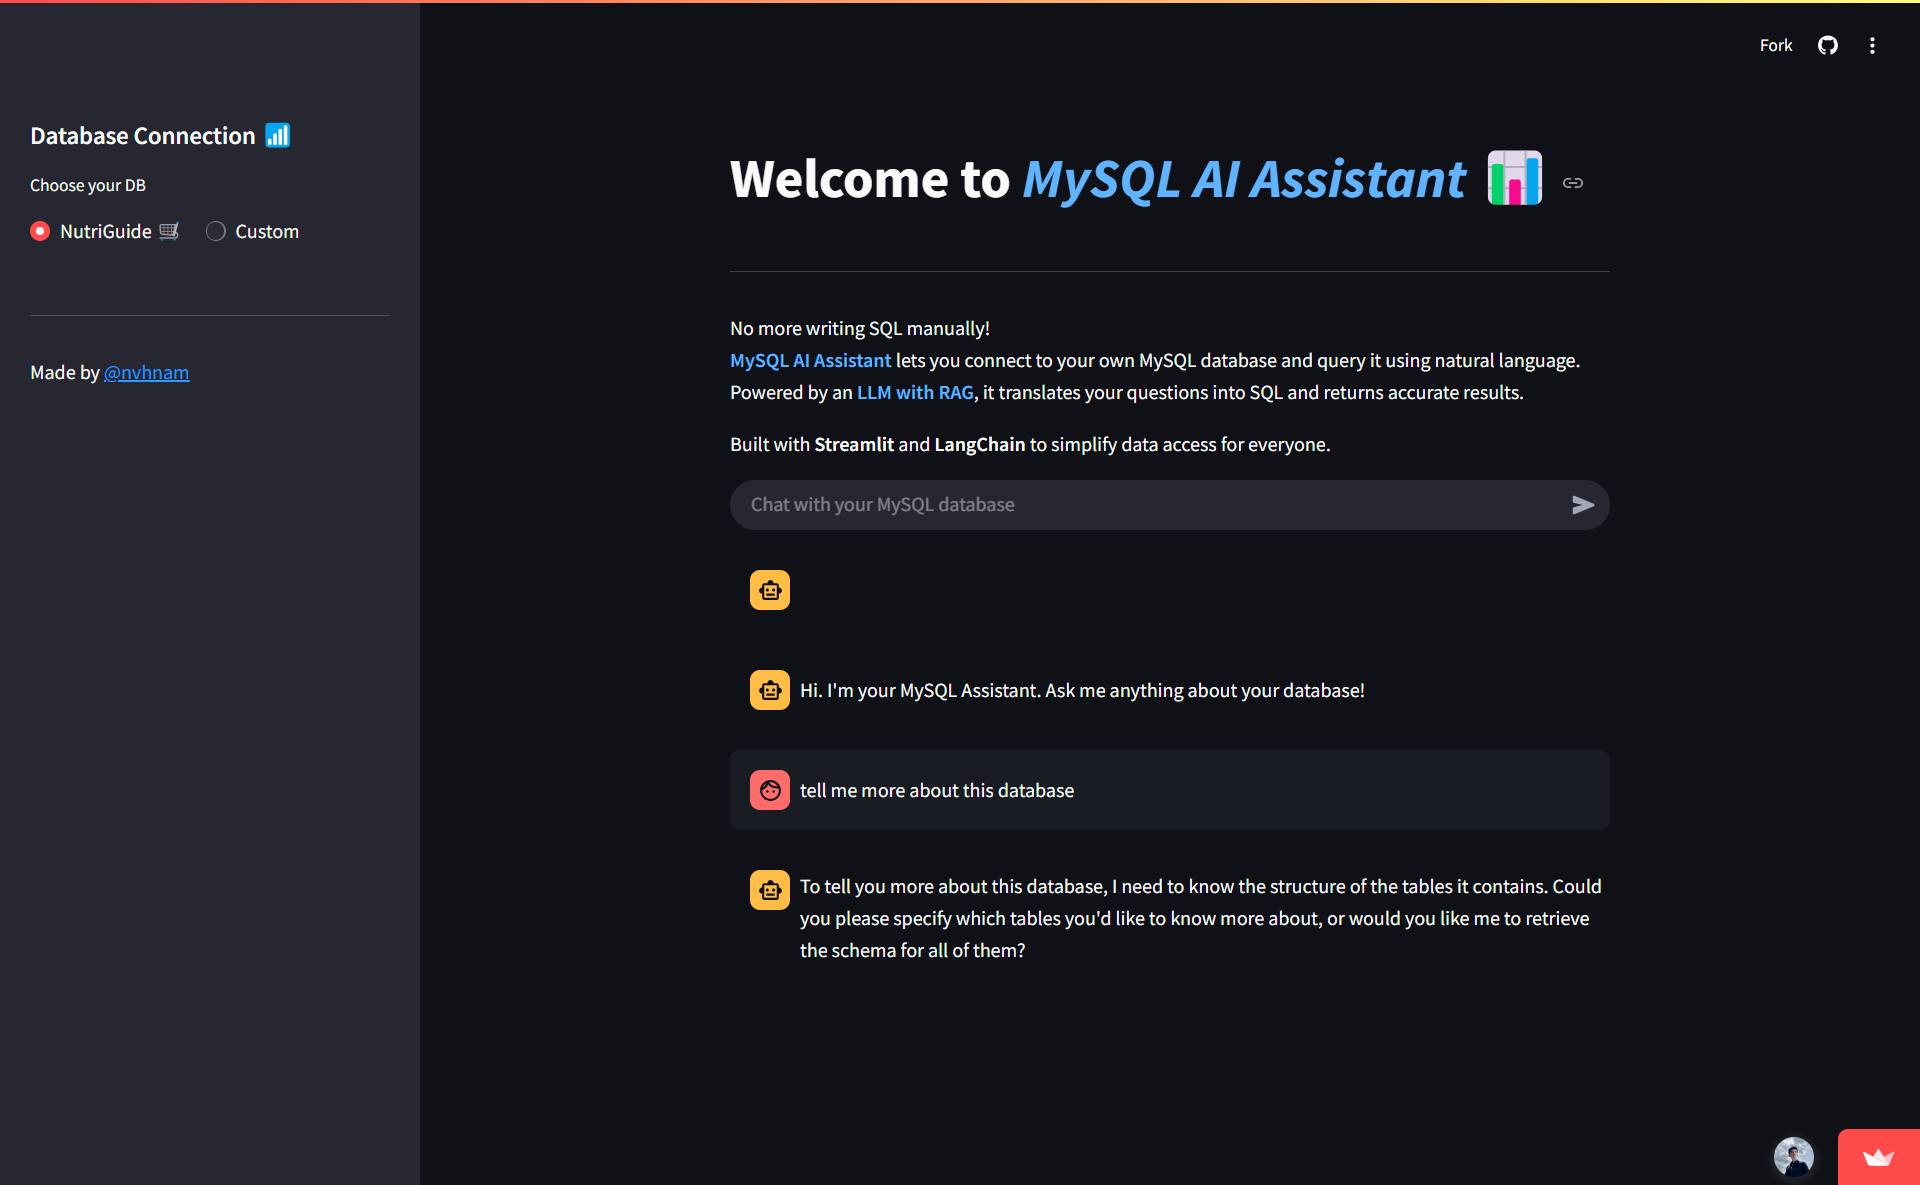 Fork
Database Connection
Choose your DB
NutriGuide
Custom
Made by @nvhnam
Welcome to MySQL AI Assistant
No more writing SQL manually!
MySQL AI Assistant lets you connect to your own MySQL database and query it using natural language.
Powered by an LLM with RAG, it translates your questions into SQL and returns accurate results.
Built with Streamlit and LangChain to simplify data access for everyone.
Chat with your MySQL database
Hi. I'm your MySQL Assistant. Ask me anything about your database!
tell me more about this database
To tell you more about this database, I need to know the structure of the tables it contains. Could
you please specify which tables you'd like to know more about, or would you like me to retrieve
the schema for all of them?